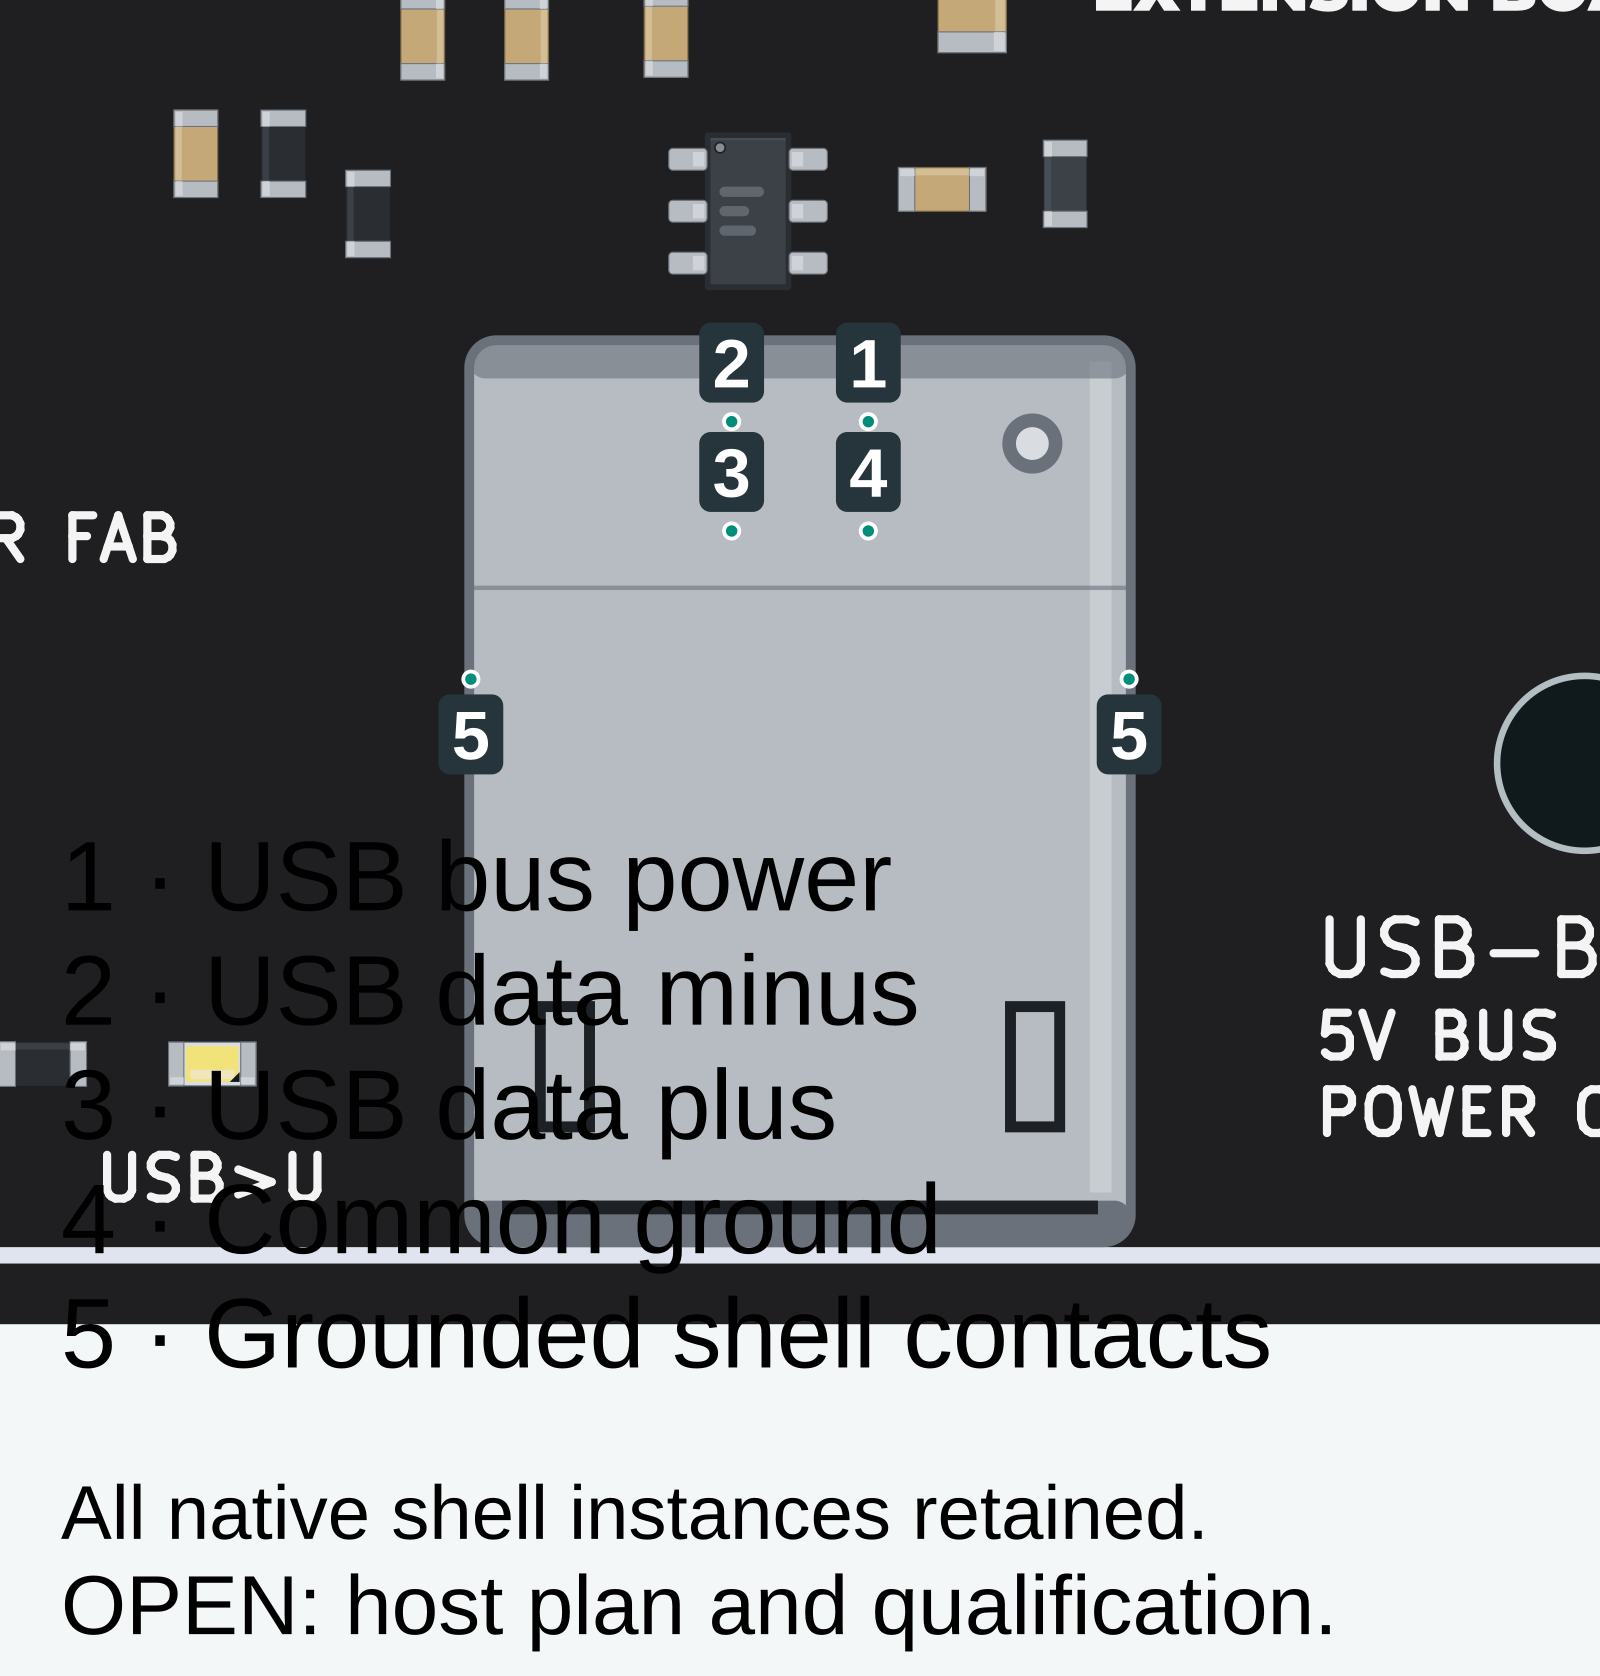 EXTENSION
2 1
3 4
R FAB
5 5
1 · USB bus power
USB-B
2 · USB data minus
5V BUS
3 · USB data plus
POWER
USB>U
4 · Common ground
5 · Grounded shell contacts
All native shell instances retained.
OPEN: host plan and qualification.